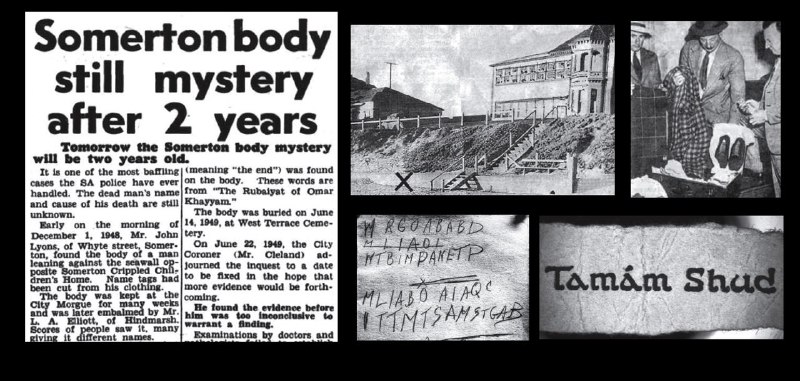 Somerton body
still mystery
after 2 years
Tomorrow the Somerton body mystery
will be two years old.
It is one of the most baffling
cases the SA police have ever
handled. The dead man's name
and cause of his death are still
unknown.
Early on the morning of
December 1, 1948, Mr. John
Lyons, of Whyte street, Somer-
ton, found the body of a man
leaning against the seawall op-
posite Somerton Crippled Chil-
dren's Home. Name tags had
been cut from his clothing.
The body was kept at the
City Morgue for many weeks
and was later embalmed by Mr.
L. A. Elliott, of Hindmarsh.
Scores of people saw it, many
giving it different names.
(meaning "the end") was found
on the body. These words are
from "The Rubaiyat of Omar
Khayyam."
The body was buried on June
14, 1949, at West Terrace Ceme-
tery.
On June 22, 1949, the City
Coroner (Mr. Cleland) ad-
journed the inquest to a date
to be fixed in the hope that
more evidence would be forth-
coming.
He found the evidence before
him was too inconclusive to
warrant a finding.
Examinations by doctors and
X
WRGOABABD
MLIAOI
WTBIMPANETP
X
MLIABO AIAQC
ITTMTSAMSTGAB
Tamám Shud